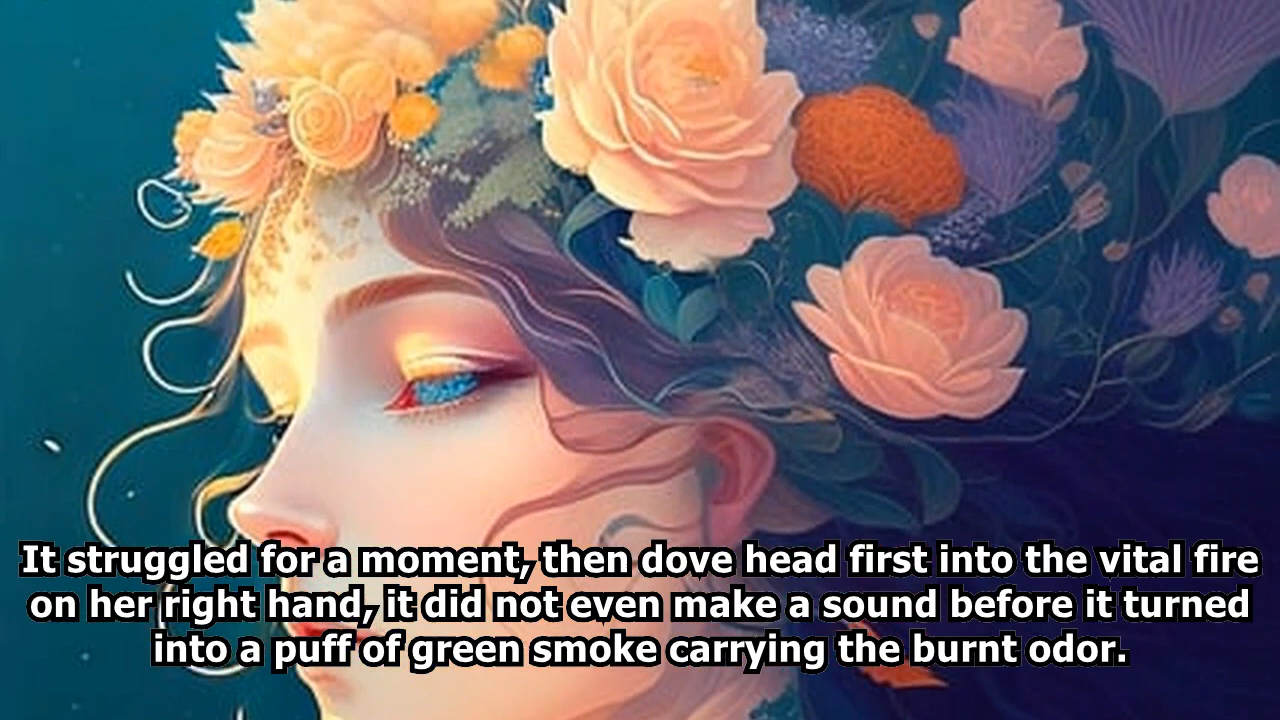 It struggled for a moment, then dove head first into the vital fire
on her right hand, it did not even make a sound before it turned
into a puff of green smoke carrying the burnt odor.